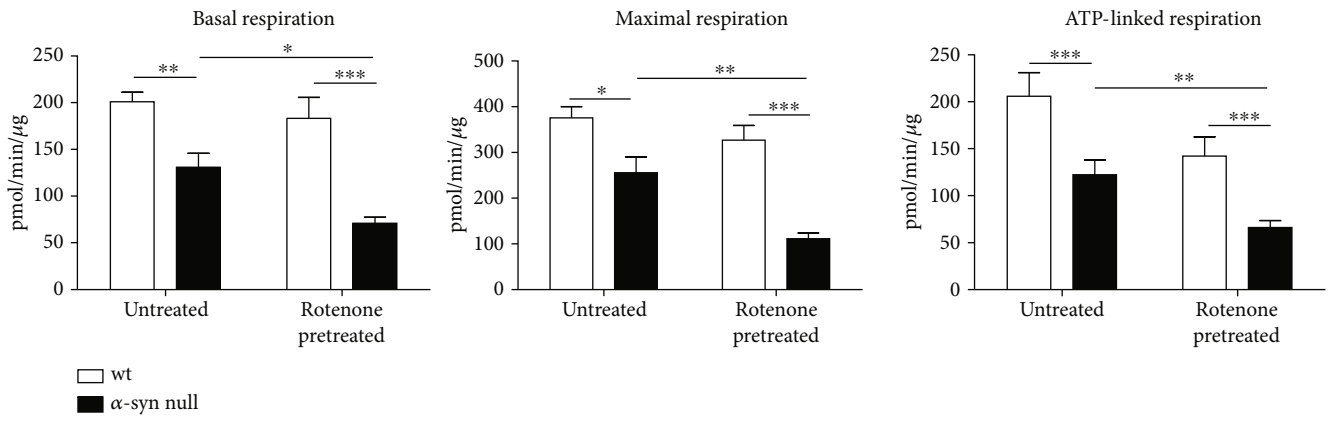 Basal respiration
pmol/min/μg
250
200
150
100
50
0
**
*
***
Untreated
Rotenone
pretreated
Maximal respiration
pmol/min/μg
500
400
300
200
100
0
*
**
***
Untreated
Rotenone
pretreated
ATP-linked respiration
pmol/min/μg
250
200
150
100
50
0
***
**
***
Untreated
Rotenone
pretreated
wt
α-syn null